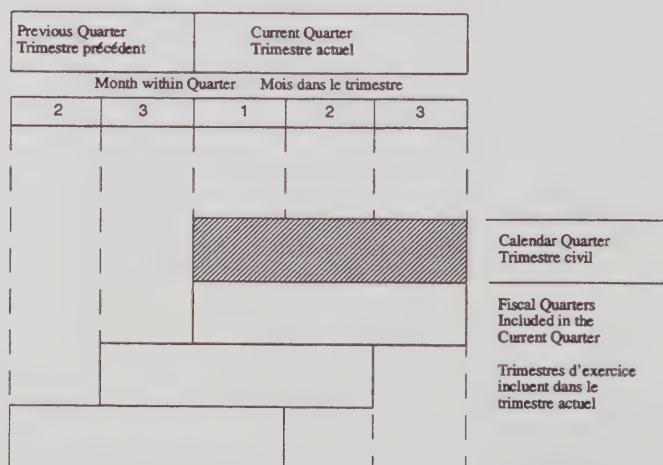 Previous Quarter
Trimestre précédent
Current Quarter
Trimestre actuel
Month within Quarter Mois dans le trimestre
2 3 1 2 3
Calendar Quarter
Trimestre civil
Fiscal Quarters
Included in the
Current Quarter
Trimestres d'exercice
incluent dans le
trimestre actuel